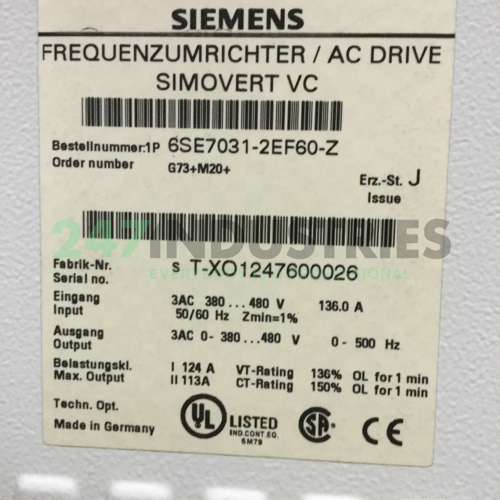 SIEMENS
FREQUENZUMRICHTER / AC DRIVE
SIMOVERT VC
Bestellnummer:1P 6SE7031-2EF60-Z
Order number G73+M20+
Erz.-St. J
Issue
247INDUSTRIES
Fabrik-Nr. S T-XO1247600026
Serial no.
Eingang 3AC 380 ... 480 V 136.0 A
Input 50/60 Hz Zmin=1%
Ausgang 3AC 0- 380 ... 480 V 0 - 500 Hz
Output
Belastungskl. I 124 A VT-Rating 136% OL for 1 min
Max. Output II 113A CT-Rating 150% OL for 1 min
Techn. Opt.
Made in Germany
UL LISTED
IND.CONT.EQ.
5M79
SA CE